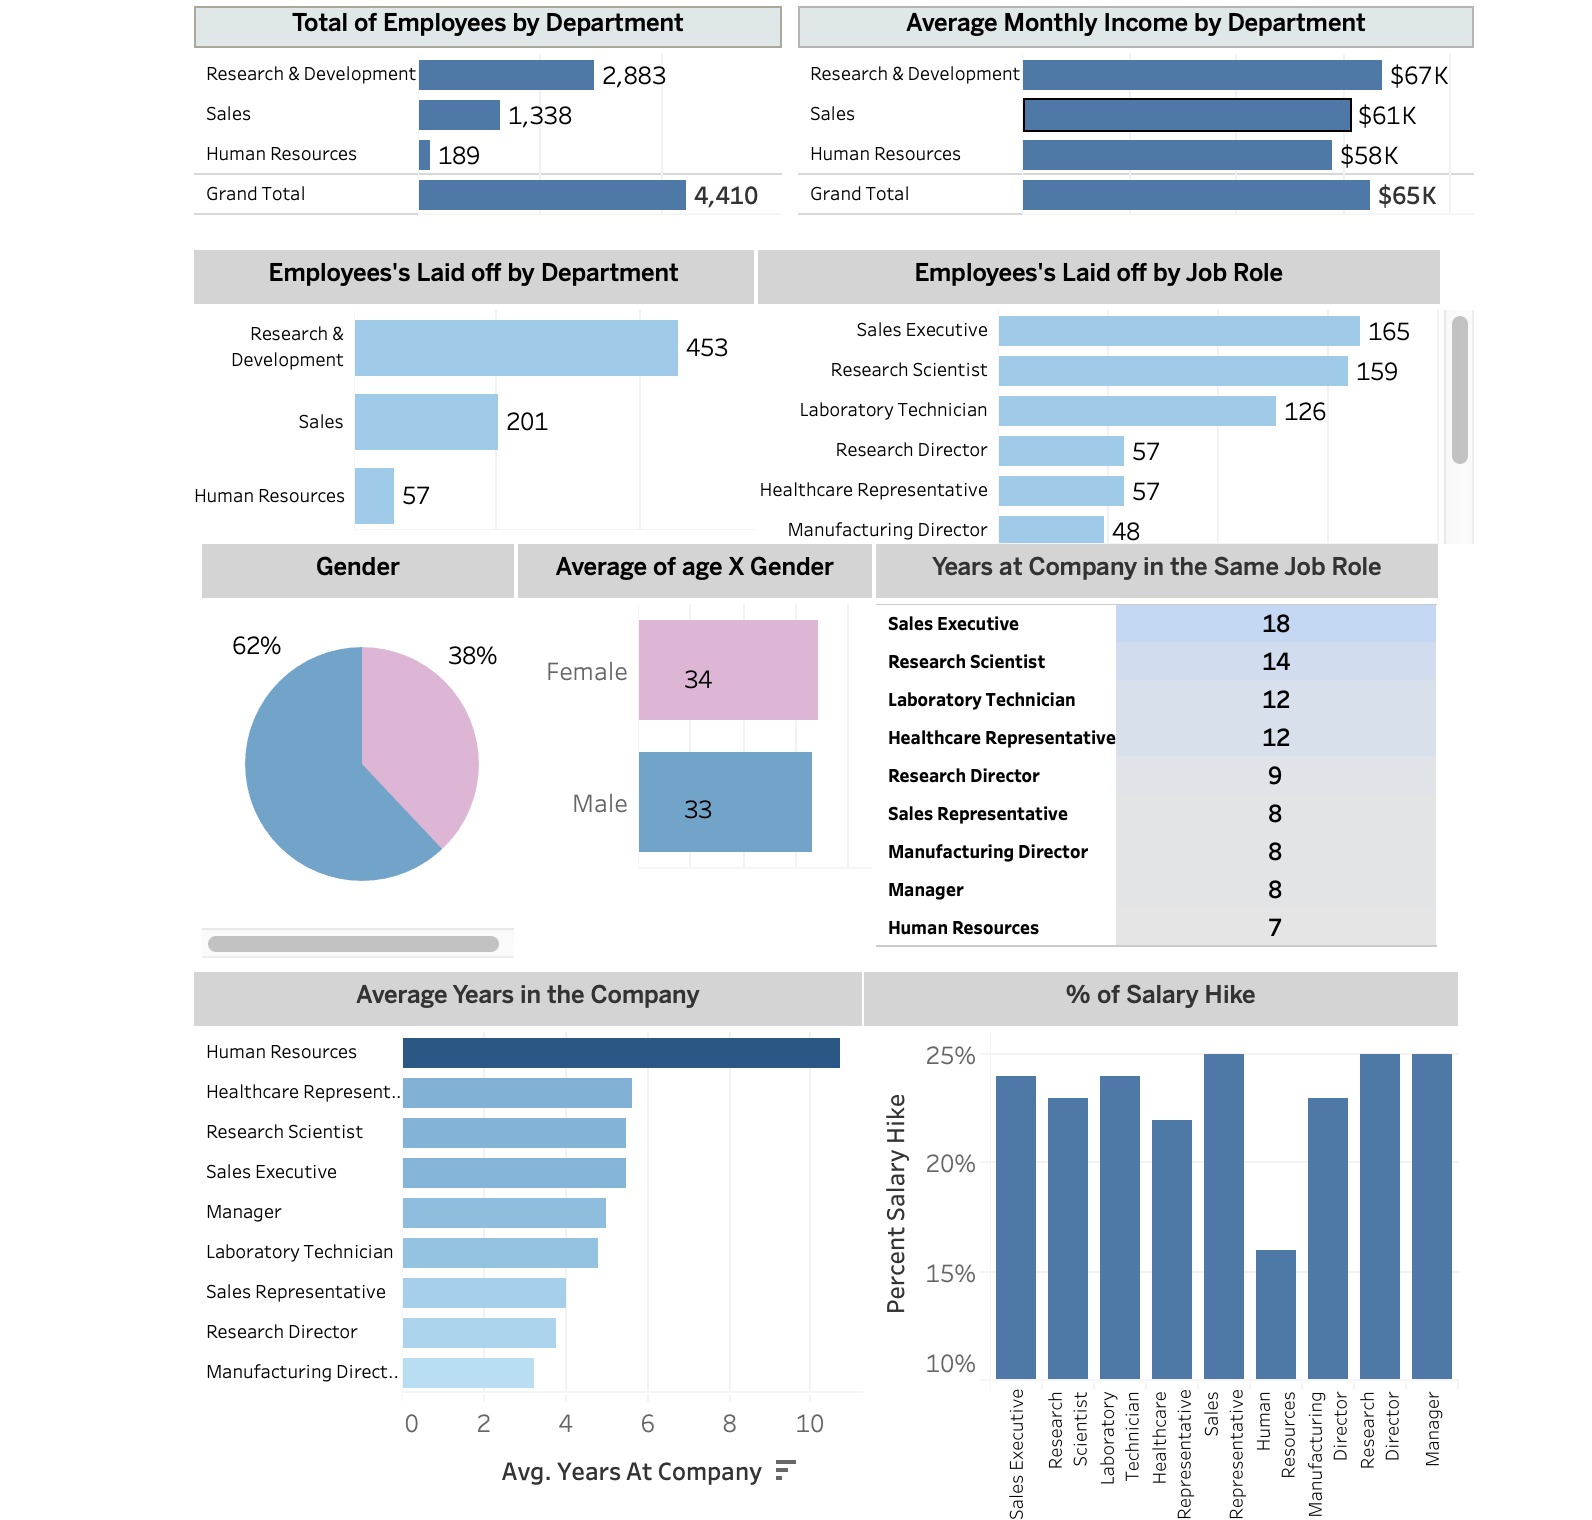 Total of Employees by Department
Research & Development 2,883
Sales 1,338
Human Resources 189
Grand Total 4,410
Average Monthly Income by Department
Research & Development $67K
Sales $61K
Human Resources $58K
Grand Total $65K
Employees's Laid off by Department
Research &
Development 453
Sales 201
Human Resources 57
Employees's Laid off by Job Role
Sales Executive 165
Research Scientist 159
Laboratory Technician 126
Research Director 57
Healthcare Representative 57
Manufacturing Director 48
Gender
62%
38%
Average of age X Gender
Female 34
Male 33
Years at Company in the Same Job Role
Sales Executive 18
Research Scientist 14
Laboratory Technician 12
Healthcare Representative 12
Research Director 9
Sales Representative 8
Manufacturing Director 8
Manager 8
Human Resources 7
Average Years in the Company
Human Resources
Healthcare Represent..
Research Scientist
Sales Executive
Manager
Laboratory Technician
Sales Representative
Research Director
Manufacturing Direct..
0 2 4 6 8 10
Avg. Years At Company
% of Salary Hike
Percent Salary Hike
25%
20%
15%
10%
Sales Executive
Research
Scientist
Laboratory
Technician
Healthcare
Representative
Sales
Representative
Human
Resources
Manufacturing
Director
Research
Director
Manager